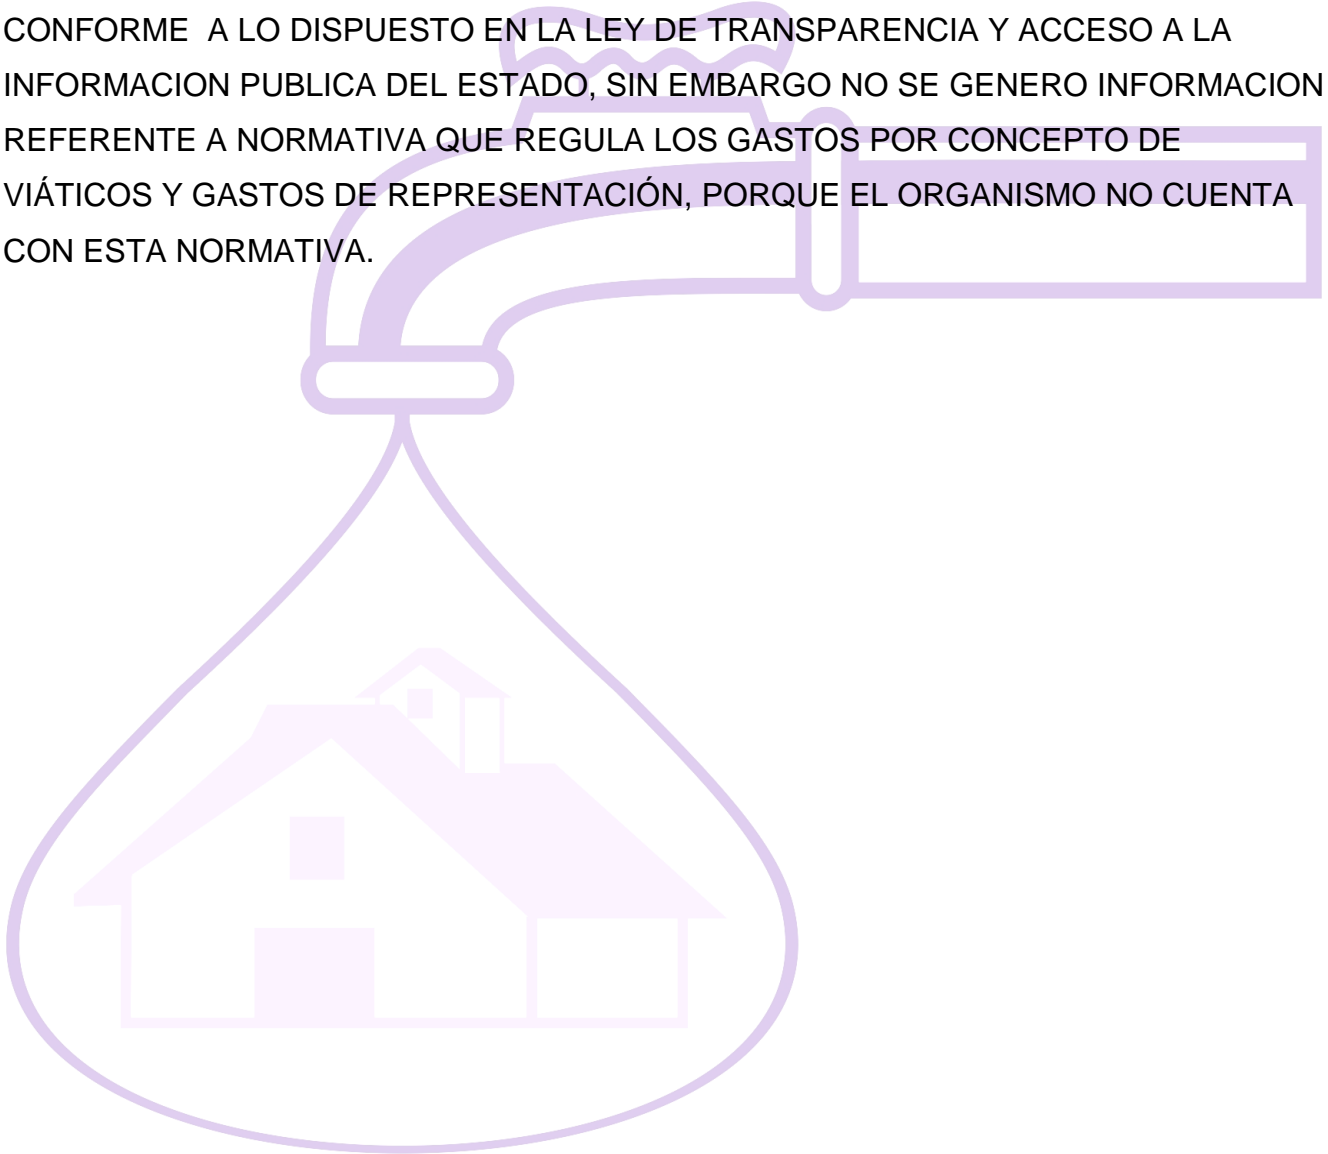 CONFORME  A LO DISPUESTO EN LA LEY DE TRANSPARENCIA Y ACCESO A LA
INFORMACION PUBLICA DEL ESTADO, SIN EMBARGO NO SE GENERO INFORMACION
REFERENTE A NORMATIVA QUE REGULA LOS GASTOS POR CONCEPTO DE
VIÁTICOS Y GASTOS DE REPRESENTACIÓN, PORQUE EL ORGANISMO NO CUENTA
CON ESTA NORMATIVA.